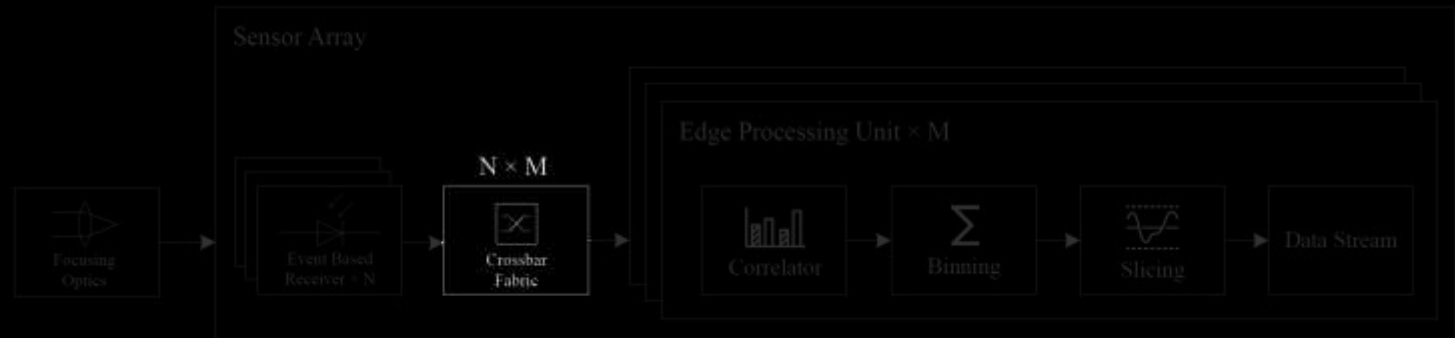 Sensor Array
Edge Processing Unit × M
N × M
Focusing
Optics
Event Based
Receiver × N
Crossbar
Fabric
Correlator
Σ
Binning
Slicing
Data Stream